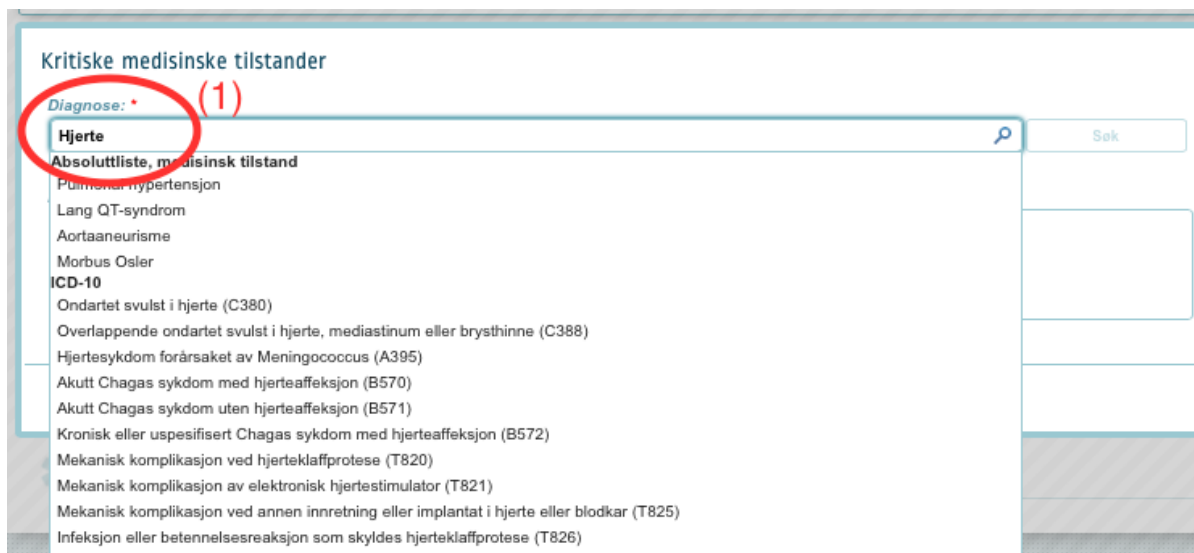 Kritiske medisinske tilstander
Diagnose: *
(1)
Hjerte
Søk
Absoluttliste, medisinsk tilstand
Pulmonal hypertensjon
Lang QT-syndrom
Aortaaneurisme
Morbus Osler
ICD-10
Ondartet svulst i hjerte (C380)
Overlappende ondartet svulst i hjerte, mediastinum eller brysthinne (C388)
Hjertesykdom forårsaket av Meningococcus (A395)
Akutt Chagas sykdom med hjerteaffeksjon (B570)
Akutt Chagas sykdom uten hjerteaffeksjon (B571)
Kronisk eller uspesifisert Chagas sykdom med hjerteaffeksjon (B572)
Mekanisk komplikasjon ved hjerteklaffprotese (T820)
Mekanisk komplikasjon av elektronisk hjertestimulator (T821)
Mekanisk komplikasjon ved annen innretning eller implantat i hjerte eller blodkar (T825)
Infeksjon eller betennelsesreaksjon som skyldes hjerteklaffprotese (T826)